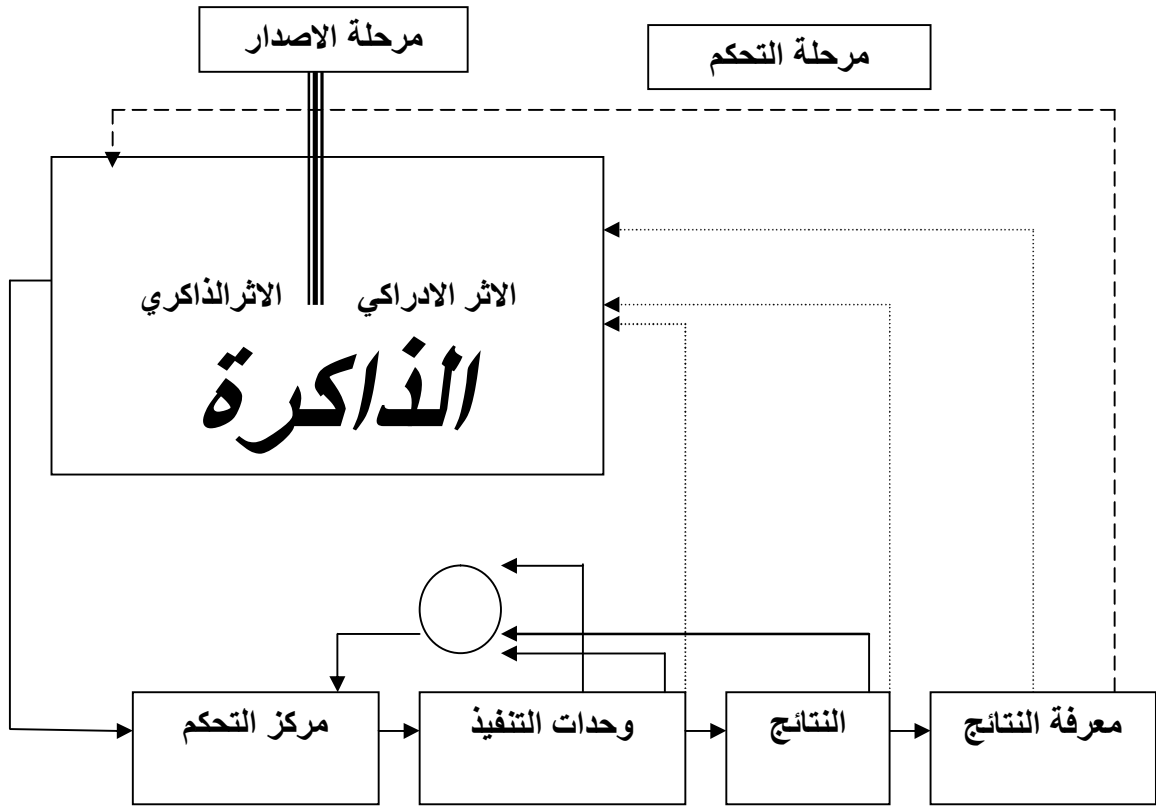 مرحلة الاصدار
مرحلة التحكم
الاثر الادراكي
الاثرالذاكري
الذاكرة
معرفة النتائج
النتائج
وحدات التنفيذ
مركز التحكم